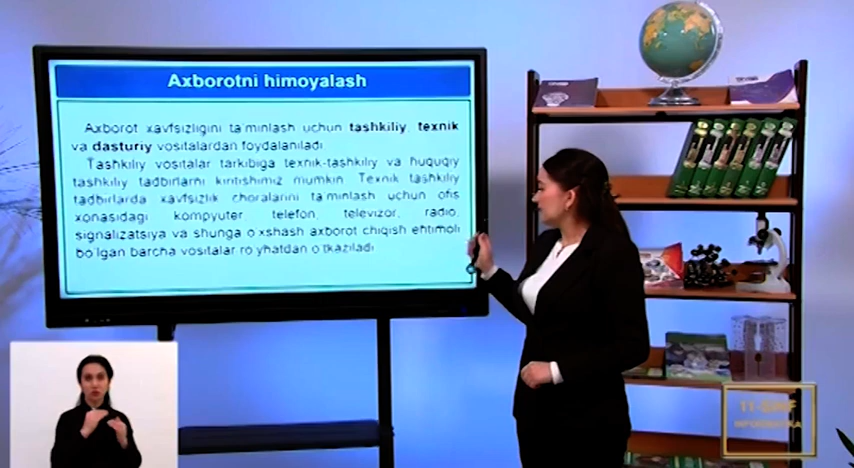 Axborotni himoyalash
Axborot xavfsizligini ta'minlash uchun tashkiliy, texnik
va dasturiy vositalardan foydalaniladi.
Tashkiliy vositalar tarkibiga texnik-tashkiliy va huquqiy
tashkiliy tadbirlarni kiritishimiz mumkin. Texnik tashkiliy
tadbirlarda xavfsizlik choralarini ta'minlash uchun ofis
xonasidagi kompyuter, telefon, televizor, radio,
signalizatsiya va shunga o'xshash axborot chiqish ehtimoli
bo'lgan barcha vositalar ro'yhatdan o'tkaziladi.
11-SINF
INFORMATIKA